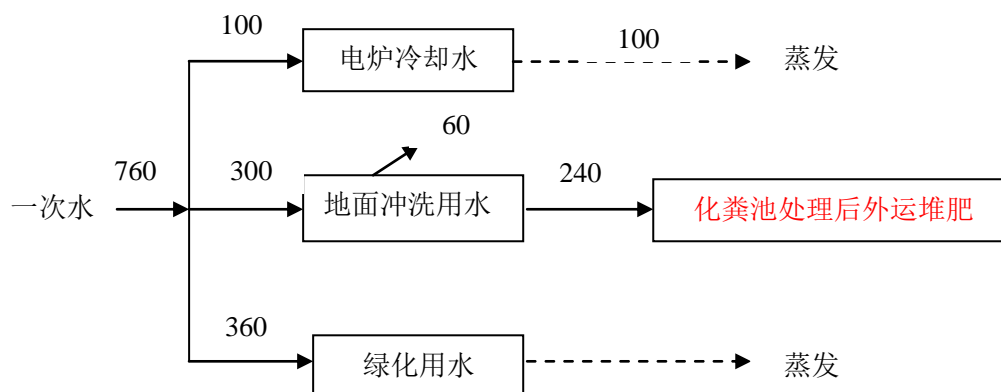 100
电炉冷却水
100
蒸发
60
760
300
240
一次水
地面冲洗用水
化粪池处理后外运堆肥
360
绿化用水
蒸发